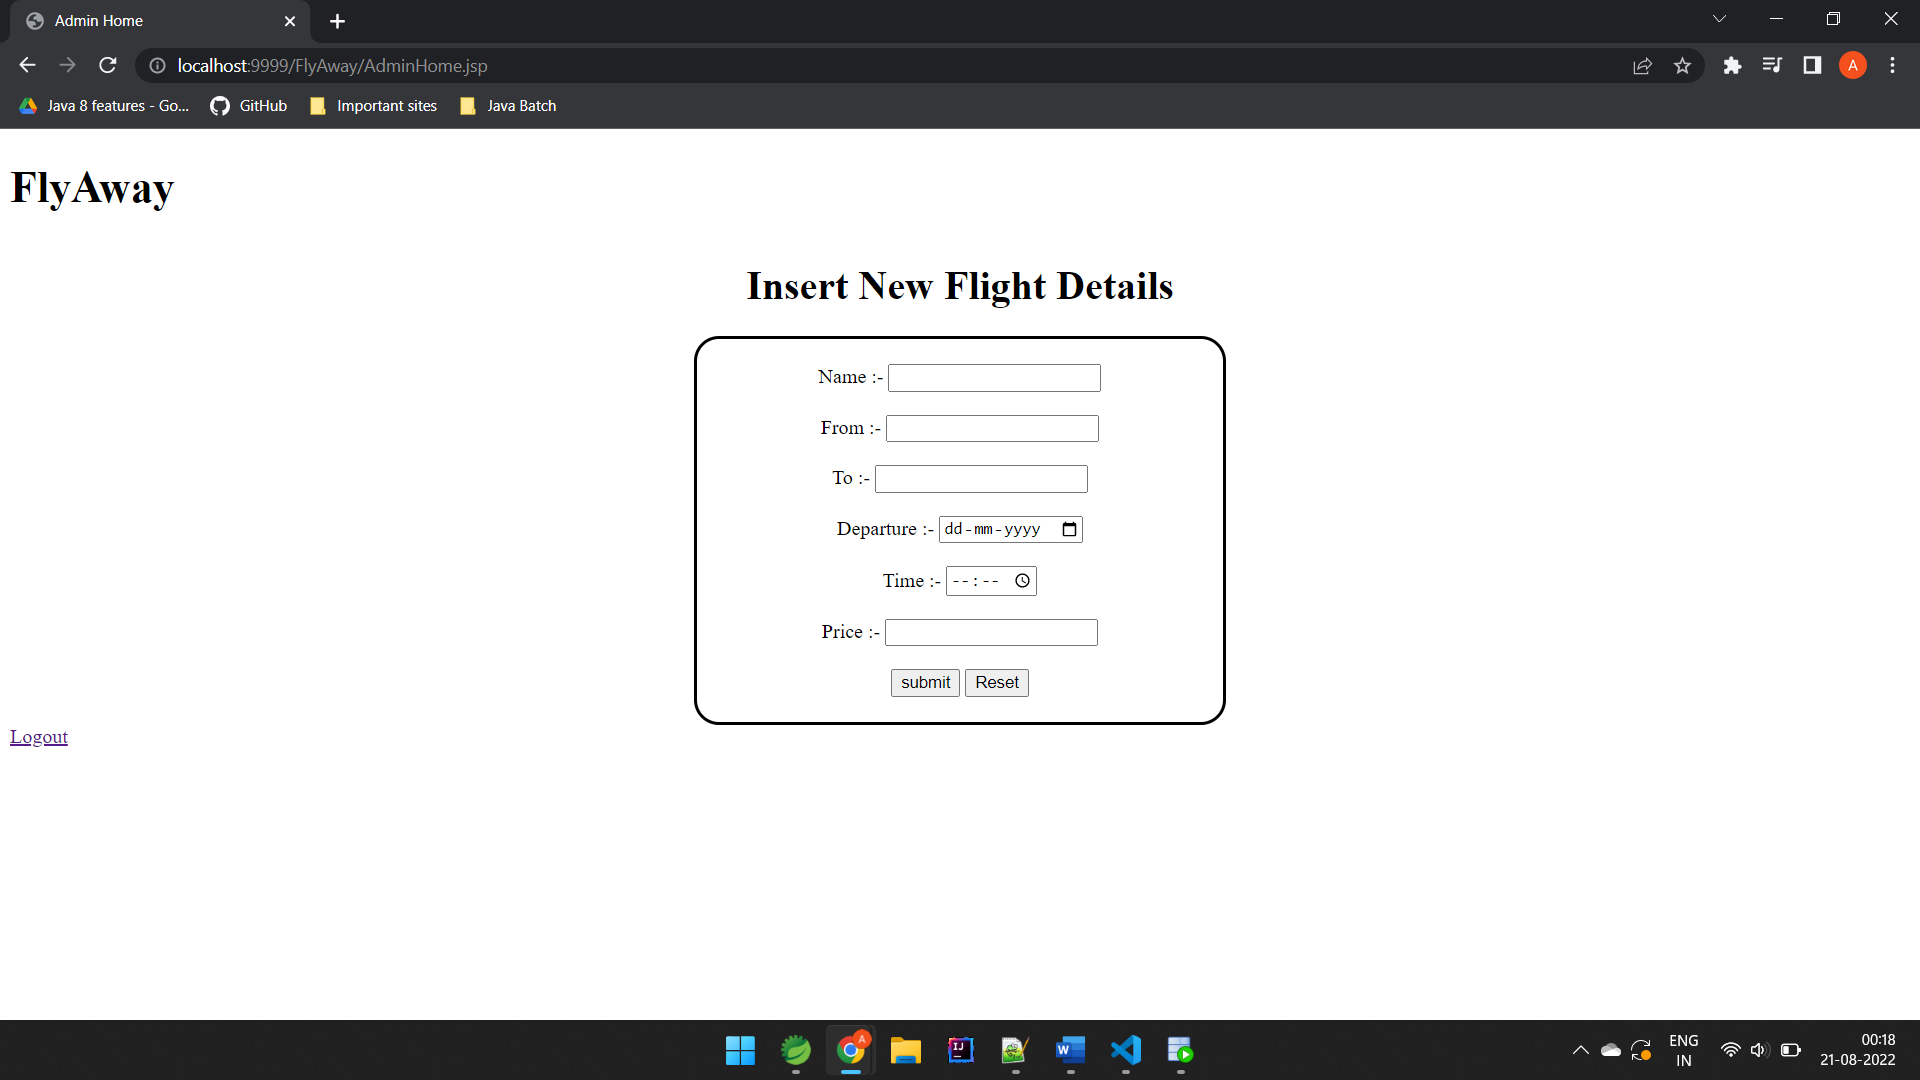 Admin Home
localhost:9999/FlyAway/AdminHome.jsp
A
Java 8 features - Go...
GitHub
Important sites
Java Batch
FlyAway
Insert New Flight Details
Name :-
From :-
To :-
Departure :- dd-mm-yyyy
Time :- --:--
Price :-
submit Reset
Logout
A
IJ
W
ENG
IN
00:18
21-08-2022